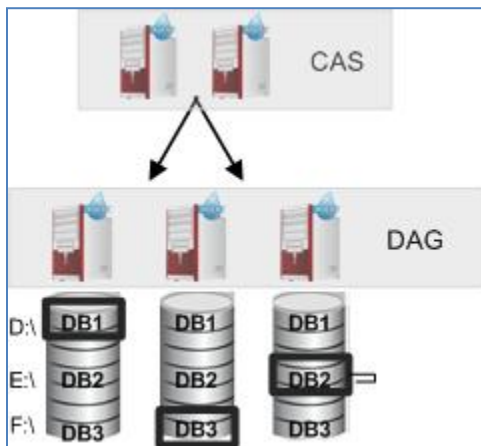 CAS
DAG
D:\ DB1 DB1 DB1
E:\ DB2 DB2 DB2
F:\ DB3 DB3 DB3